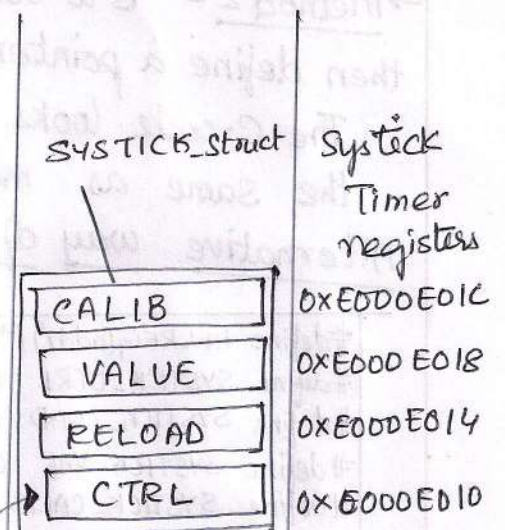 SYSTICK_Struct Systick
Timer
registers
CALIB 0XE000E01C
VALUE 0XE000E018
RELOAD 0XE000E014
CTRL 0XE000E010